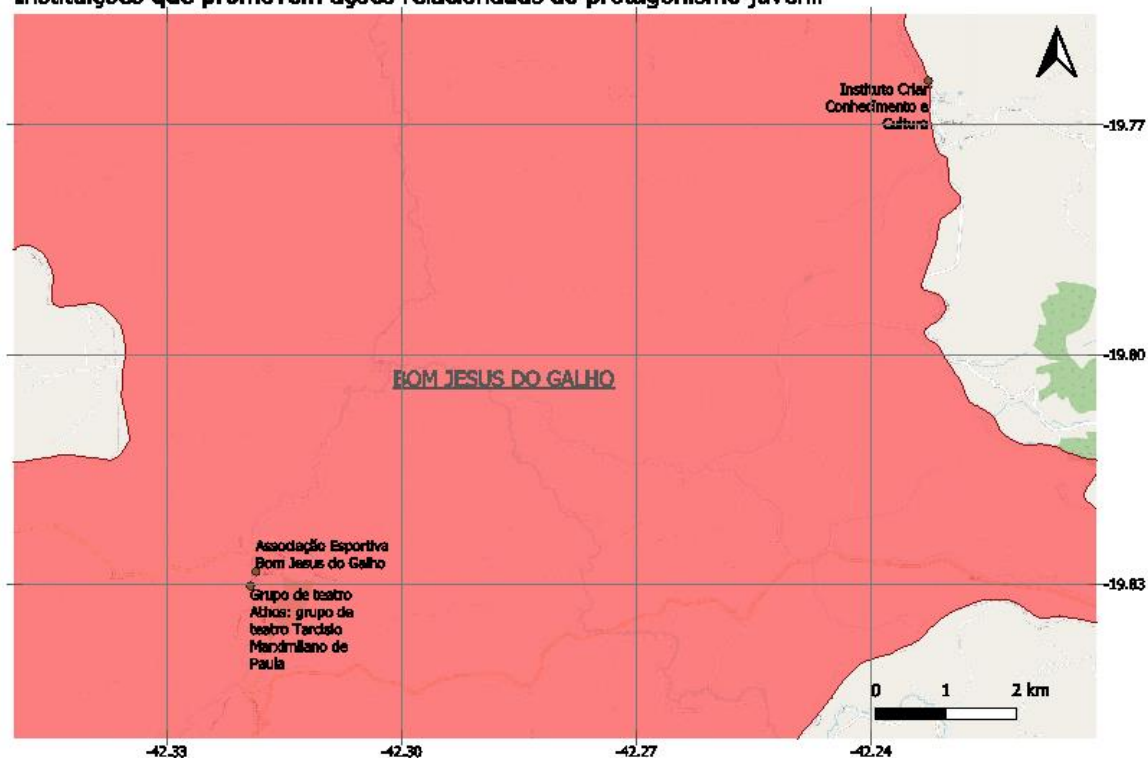 Instituições que promovem ações relacionadas ao protagonismo juvenil
Instituto Criar
Conhecimento e
Cultura
-19.77
-19.80
BOM JESUS DO GALHO
Associação Esportiva
Bom Jesus do Galho
-19.83
Grupo de teatro
Athos: grupo de
teatro Tarcisio
Maximiliano de
Paula
0 1 2 km
-42.33 -42.30 -42.27 -42.24